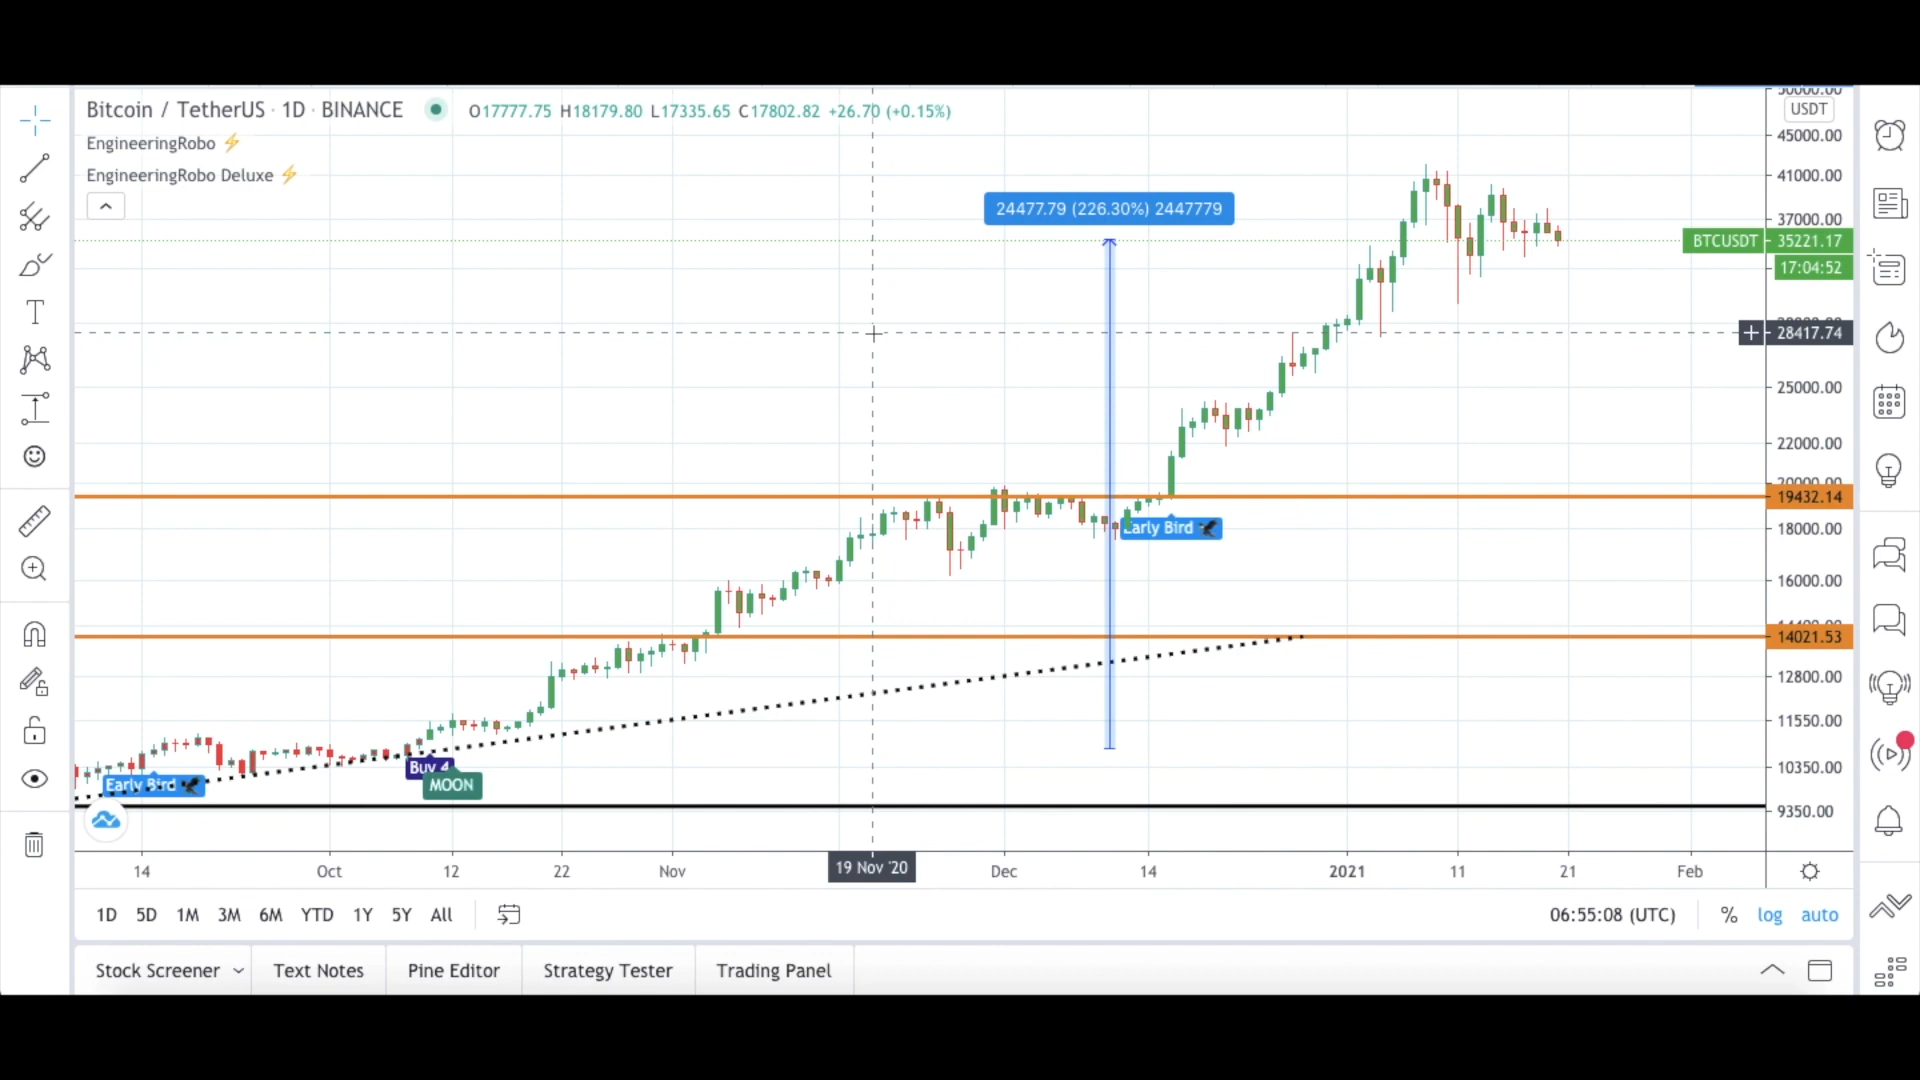 Bitcoin / TetherUS · 1D · BINANCE O17777.75 H18179.80 L17335.65 C17802.82 +26.70 (+0.15%)
EngineeringRobo
EngineeringRobo Deluxe
USDT
45000.00
41000.00
24477.79 (226.30%) 2447779
37000.00
BTCUSDT 35221.17
17:04:52
28417.74
25000.00
22000.00
19432.14
Early Bird
18000.00
16000.00
14021.53
12800.00
11550.00
Buy 4
10350.00
Early Bird
MOON
9350.00
14 Oct 12 22 Nov 19 Nov '20 Dec 14 2021 11 21 Feb
1D 5D 1M 3M 6M YTD 1Y 5Y All 06:55:08 (UTC) % log auto
Stock Screener Text Notes Pine Editor Strategy Tester Trading Panel